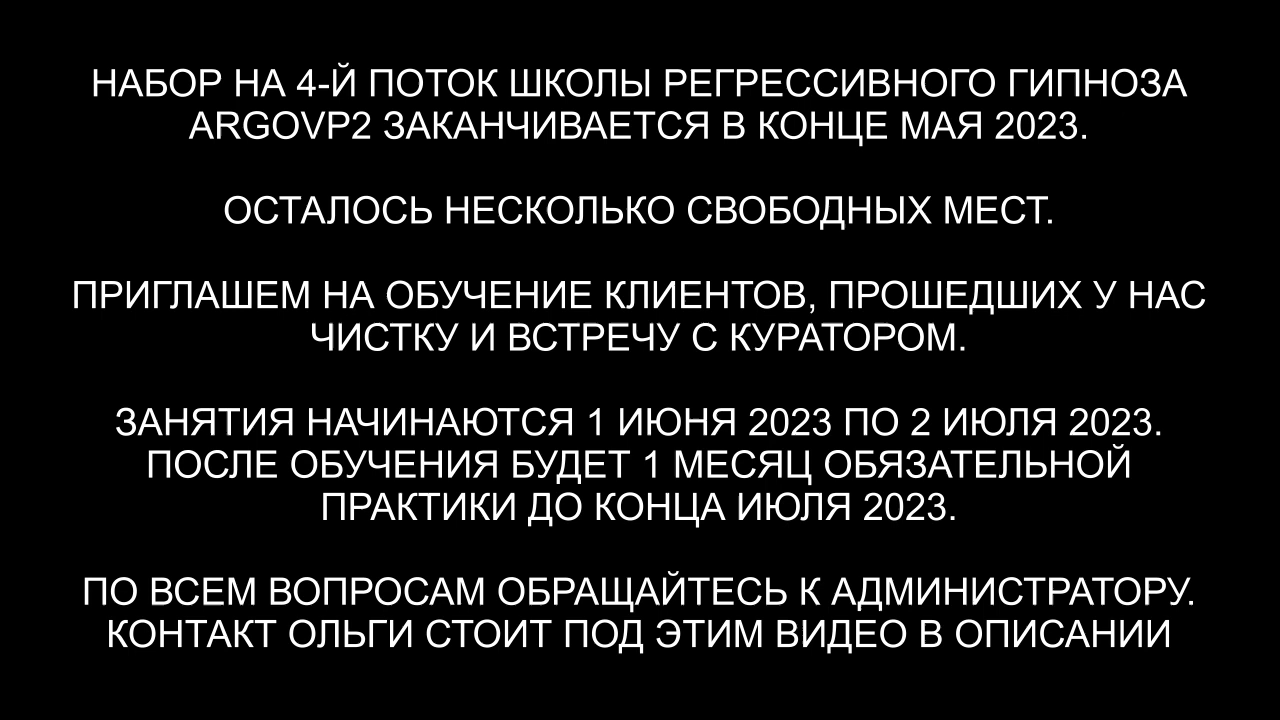 НАБОР НА 4-Й ПОТОК ШКОЛЫ РЕГРЕССИВНОГО ГИПНОЗА
ARGOVP2 ЗАКАНЧИВАЕТСЯ В КОНЦЕ МАЯ 2023.
ОСТАЛОСЬ НЕСКОЛЬКО СВОБОДНЫХ МЕСТ.
ПРИГЛАШЕМ НА ОБУЧЕНИЕ КЛИЕНТОВ, ПРОШЕДШИХ У НАС
ЧИСТКУ И ВСТРЕЧУ С КУРАТОРОМ.
ЗАНЯТИЯ НАЧИНАЮТСЯ 1 ИЮНЯ 2023 ПО 2 ИЮЛЯ 2023.
ПОСЛЕ ОБУЧЕНИЯ БУДЕТ 1 МЕСЯЦ ОБЯЗАТЕЛЬНОЙ
ПРАКТИКИ ДО КОНЦА ИЮЛЯ 2023.
ПО ВСЕМ ВОПРОСАМ ОБРАЩАЙТЕСЬ К АДМИНИСТРАТОРУ.
КОНТАКТ ОЛЬГИ СТОИТ ПОД ЭТИМ ВИДЕО В ОПИСАНИИ